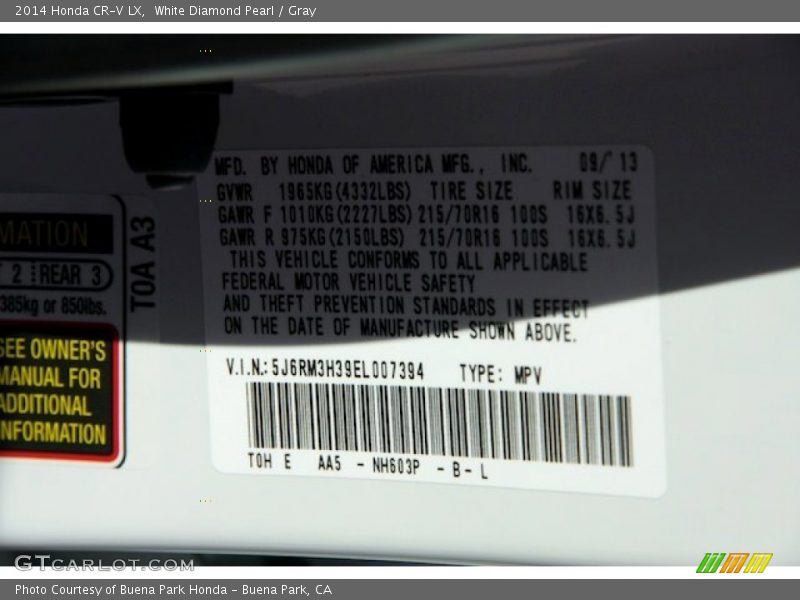 2014 Honda CR-V LX,  White Diamond Pearl / Gray
MFD. BY HONDA OF AMERICA MFG., INC. 09/'13
GVWR 1965KG(4332LBS) TIRE SIZE RIM SIZE
GAWR F 1010KG(2227LBS) 215/70R16 100S 16X6.5J
GAWR R 975KG(2150LBS) 215/70R16 100S 16X6.5J
THIS VEHICLE CONFORMS TO ALL APPLICABLE
FEDERAL MOTOR VEHICLE SAFETY
AND THEFT PREVENTION STANDARDS IN EFFECT
ON THE DATE OF MANUFACTURE SHOWN ABOVE.
V.I.N.: 5J6RM3H39EL007394 TYPE: MPV
T0H E AA5 - NH603P - B- L
MATION
2 REAR 3
385kg or 850lbs.
SEE OWNER'S
MANUAL FOR
ADDITIONAL
INFORMATION
T0A A3
GTCARLOT.COM
Photo Courtesy of Buena Park Honda - Buena Park, CA